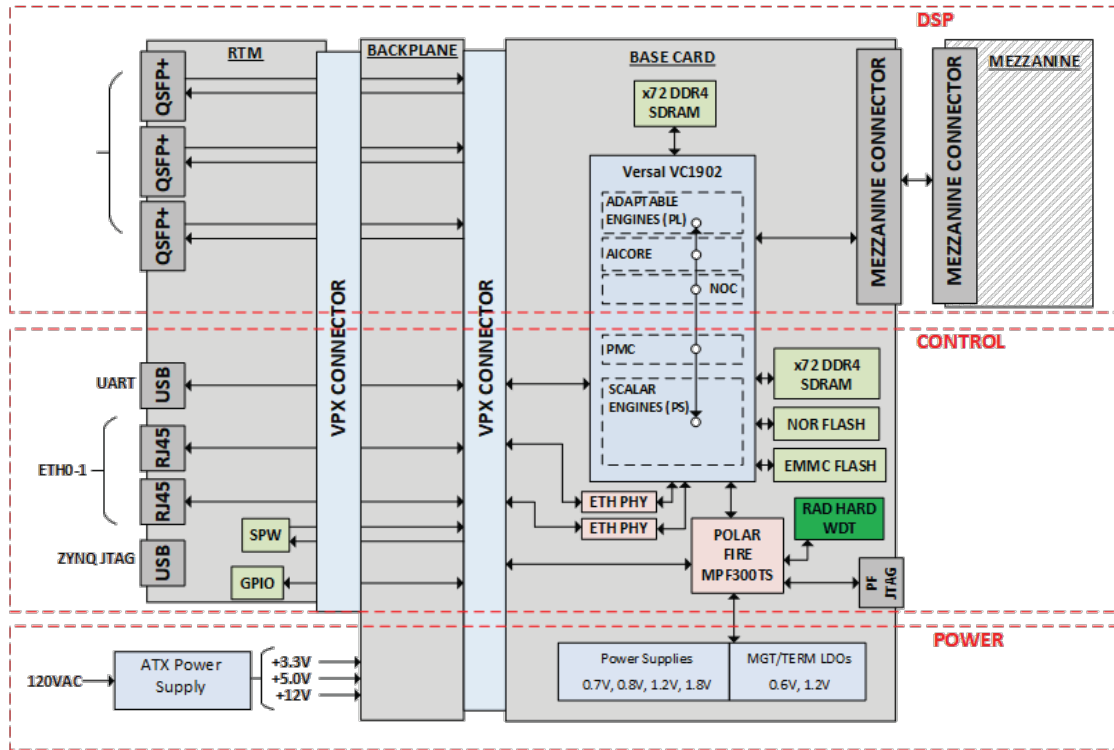 DSP
RTM
BACKPLANE
BASE CARD
MEZZANINE
QSFP+
QSFP+
QSFP+
x72 DDR4
SDRAM
Versal VC1902
ADAPTABLE
ENGINES (PL)
AICORE
NOC
PMC
SCALAR
ENGINES (PS)
MEZZANINE CONNECTOR
MEZZANINE CONNECTOR
VPX CONNECTOR
VPX CONNECTOR
CONTROL
UART
USB
ETH0-1
RJ45
RJ45
ZYNQ JTAG
USB
SPW
GPIO
x72 DDR4
SDRAM
NOR FLASH
EMMC FLASH
ETH PHY
ETH PHY
RAD HARD
WDT
POLAR
FIRE
MPF300TS
PF
JTAG
POWER
120VAC
ATX Power
Supply
+3.3V
+5.0V
+12V
Power Supplies
0.7V, 0.8V, 1.2V, 1.8V
MGT/TERM LDOs
0.6V, 1.2V